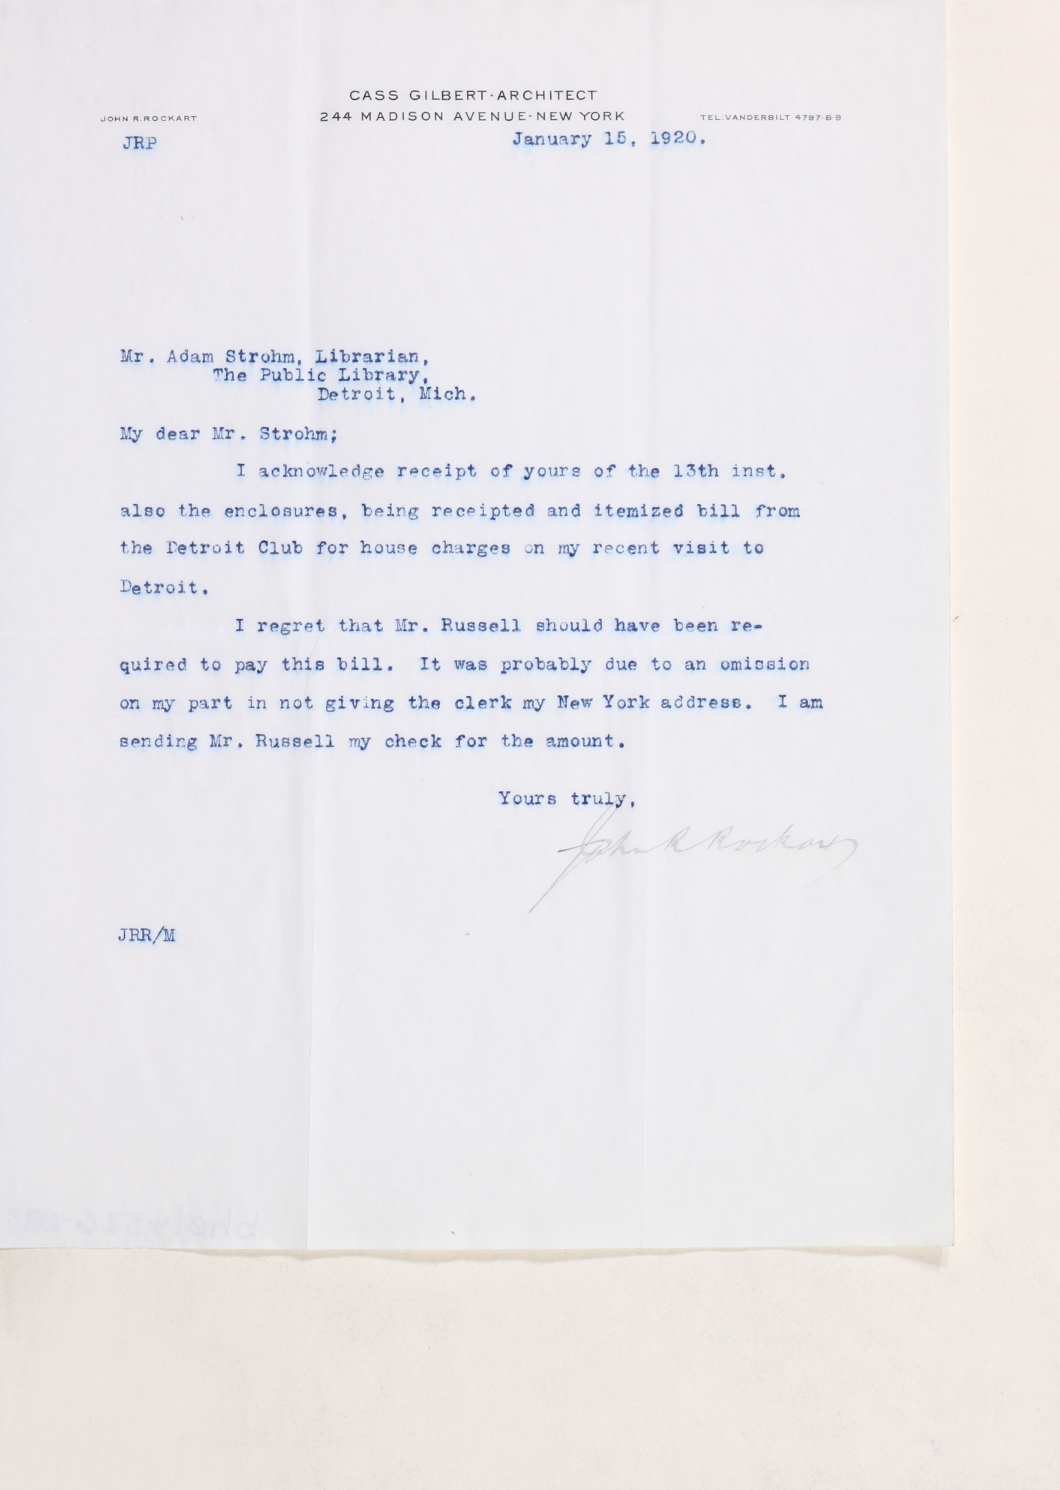 CASS GILBERT·ARCHITECT
JOHN R. ROCKART 244 MADISON AVENUE·NEW YORK TEL. VANDERBILT 4797-8-9
JRP January 15, 1920.
Mr. Adam Strohm, Librarian,
The Public Library,
Detroit, Mich.
My dear Mr. Strohm;
I acknowledge receipt of yours of the 13th inst.
also the enclosures, being receipted and itemized bill from
the Detroit Club for house charges on my recent visit to
Detroit.
I regret that Mr. Russell should have been re-
quired to pay this bill. It was probably due to an omission
on my part in not giving the clerk my New York address. I am
sending Mr. Russell my check for the amount.
Yours truly,
John R Rockart
JRR/M